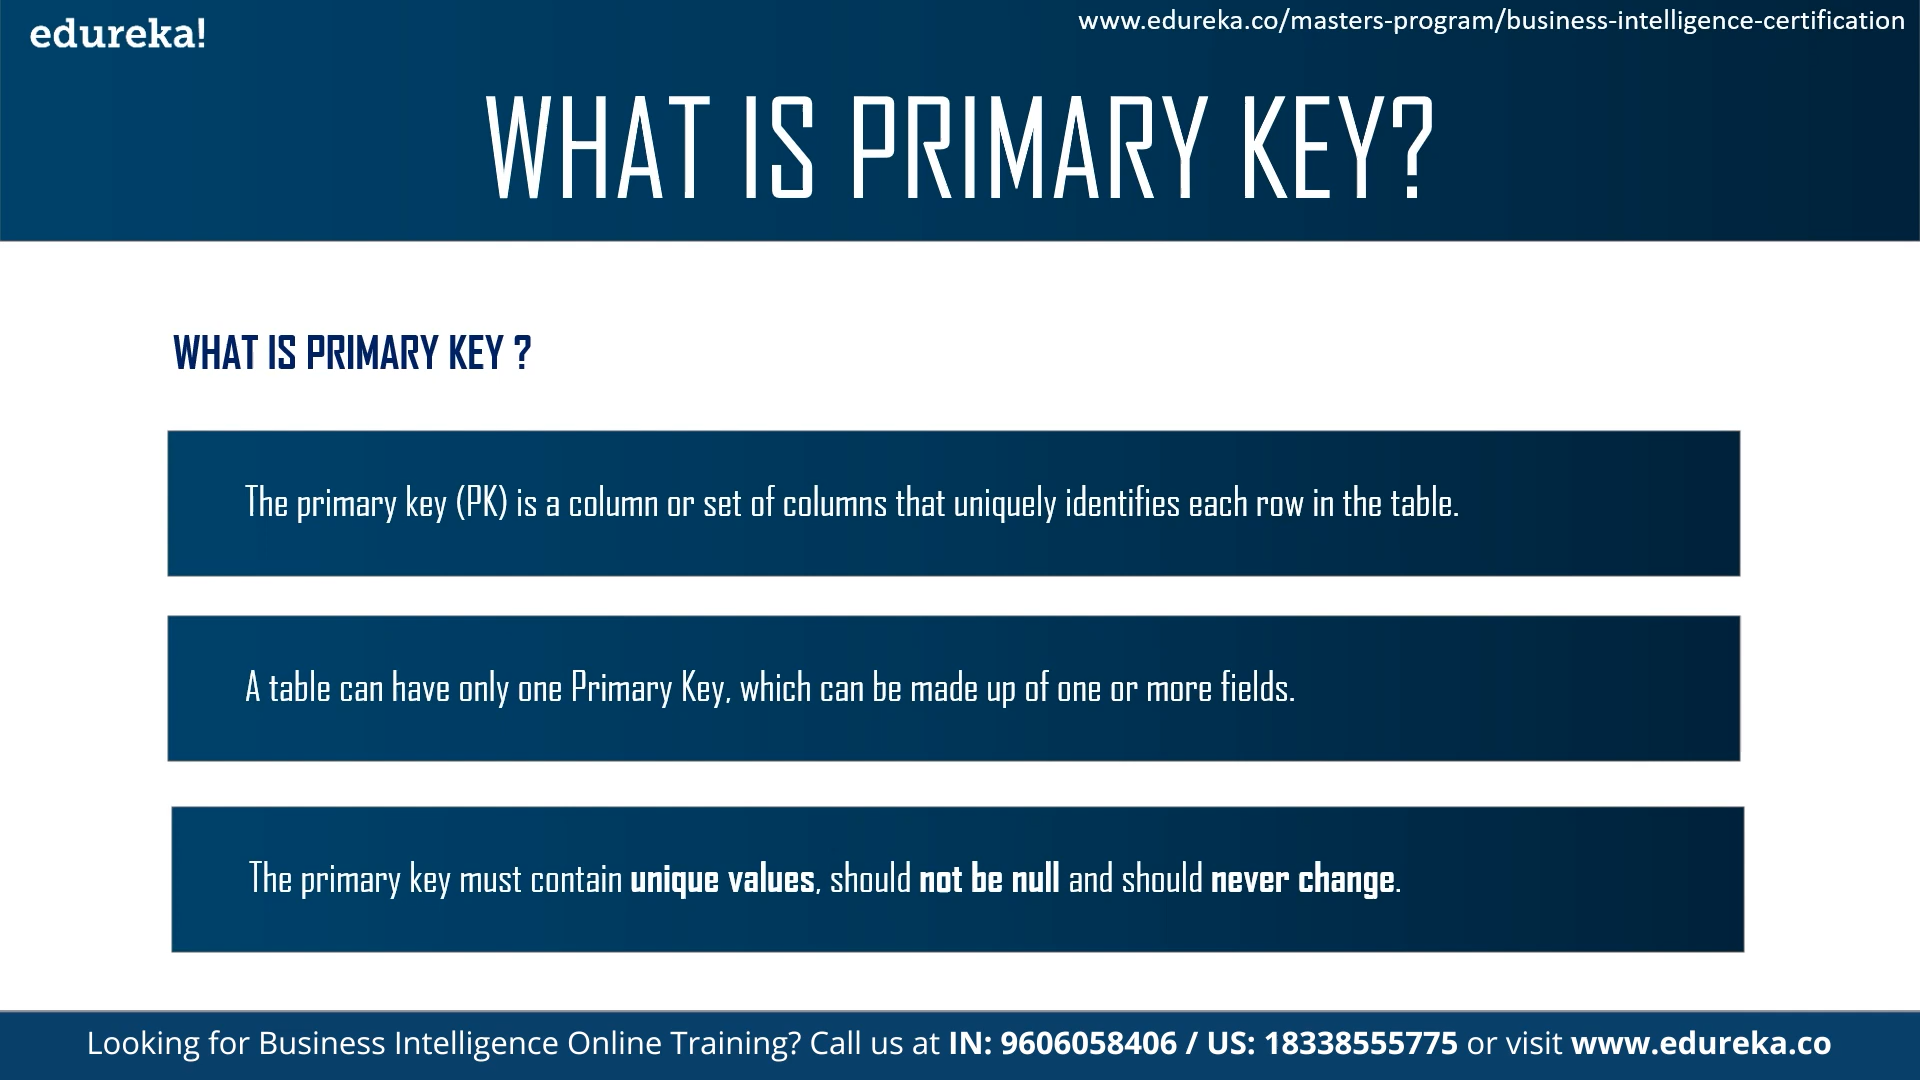 edureka!
www.edureka.co/masters-program/business-intelligence-certification
WHAT IS PRIMARY KEY?
WHAT IS PRIMARY KEY ?
The primary key (PK) is a column or set of columns that uniquely identifies each row in the table.
A table can have only one Primary Key, which can be made up of one or more fields.
The primary key must contain unique values, should not be null and should never change.
Looking for Business Intelligence Online Training? Call us at IN: 9606058406 / US: 18338555775 or visit www.edureka.co